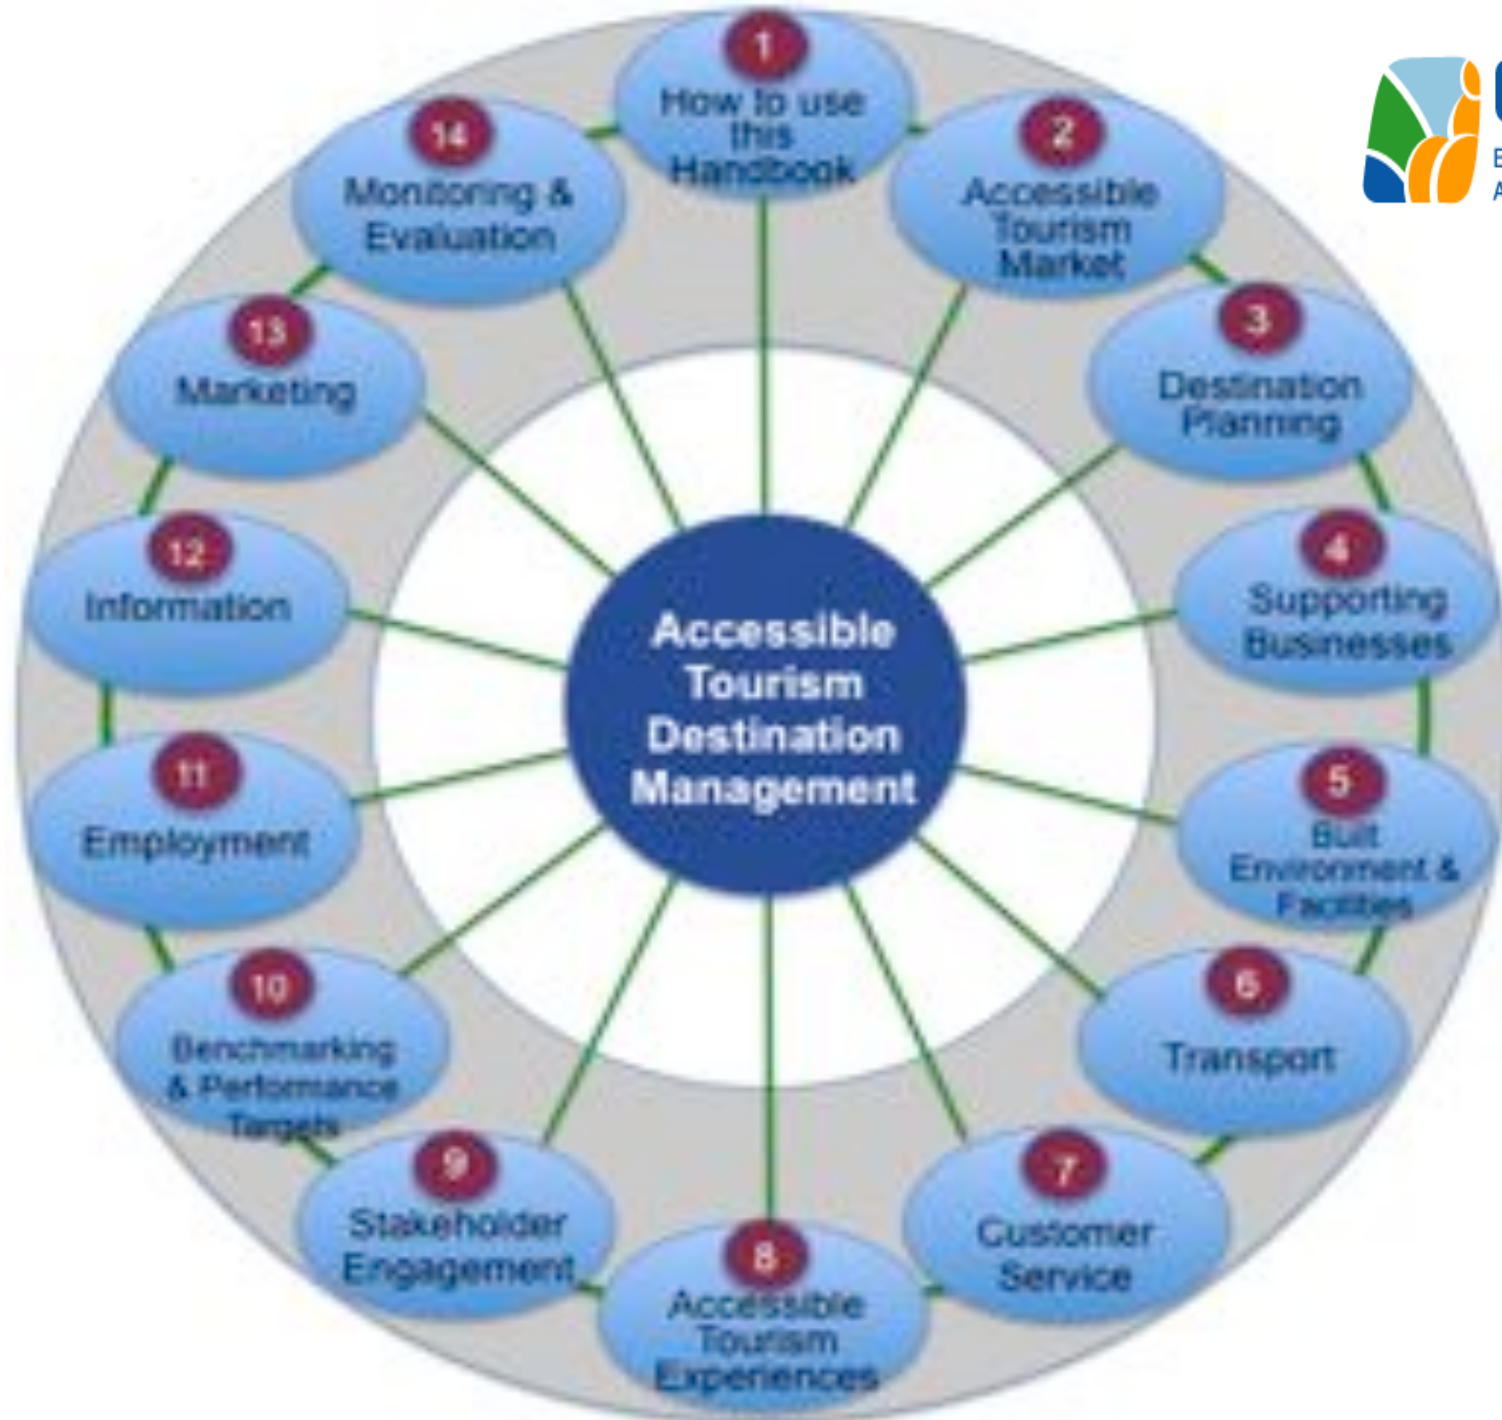 1
How to use
this
Handbook
2
Accessible
Tourism
Market
3
Destination
Planning
4
Supporting
Businesses
5
Built
Environment &
Facilities
6
Transport
7
Customer
Service
8
Accessible
Tourism
Experiences
9
Stakeholder
Engagement
10
Benchmarking
& Performance
Targets
11
Employment
12
Information
13
Marketing
14
Monitoring &
Evaluation
Accessible
Tourism
Destination
Management